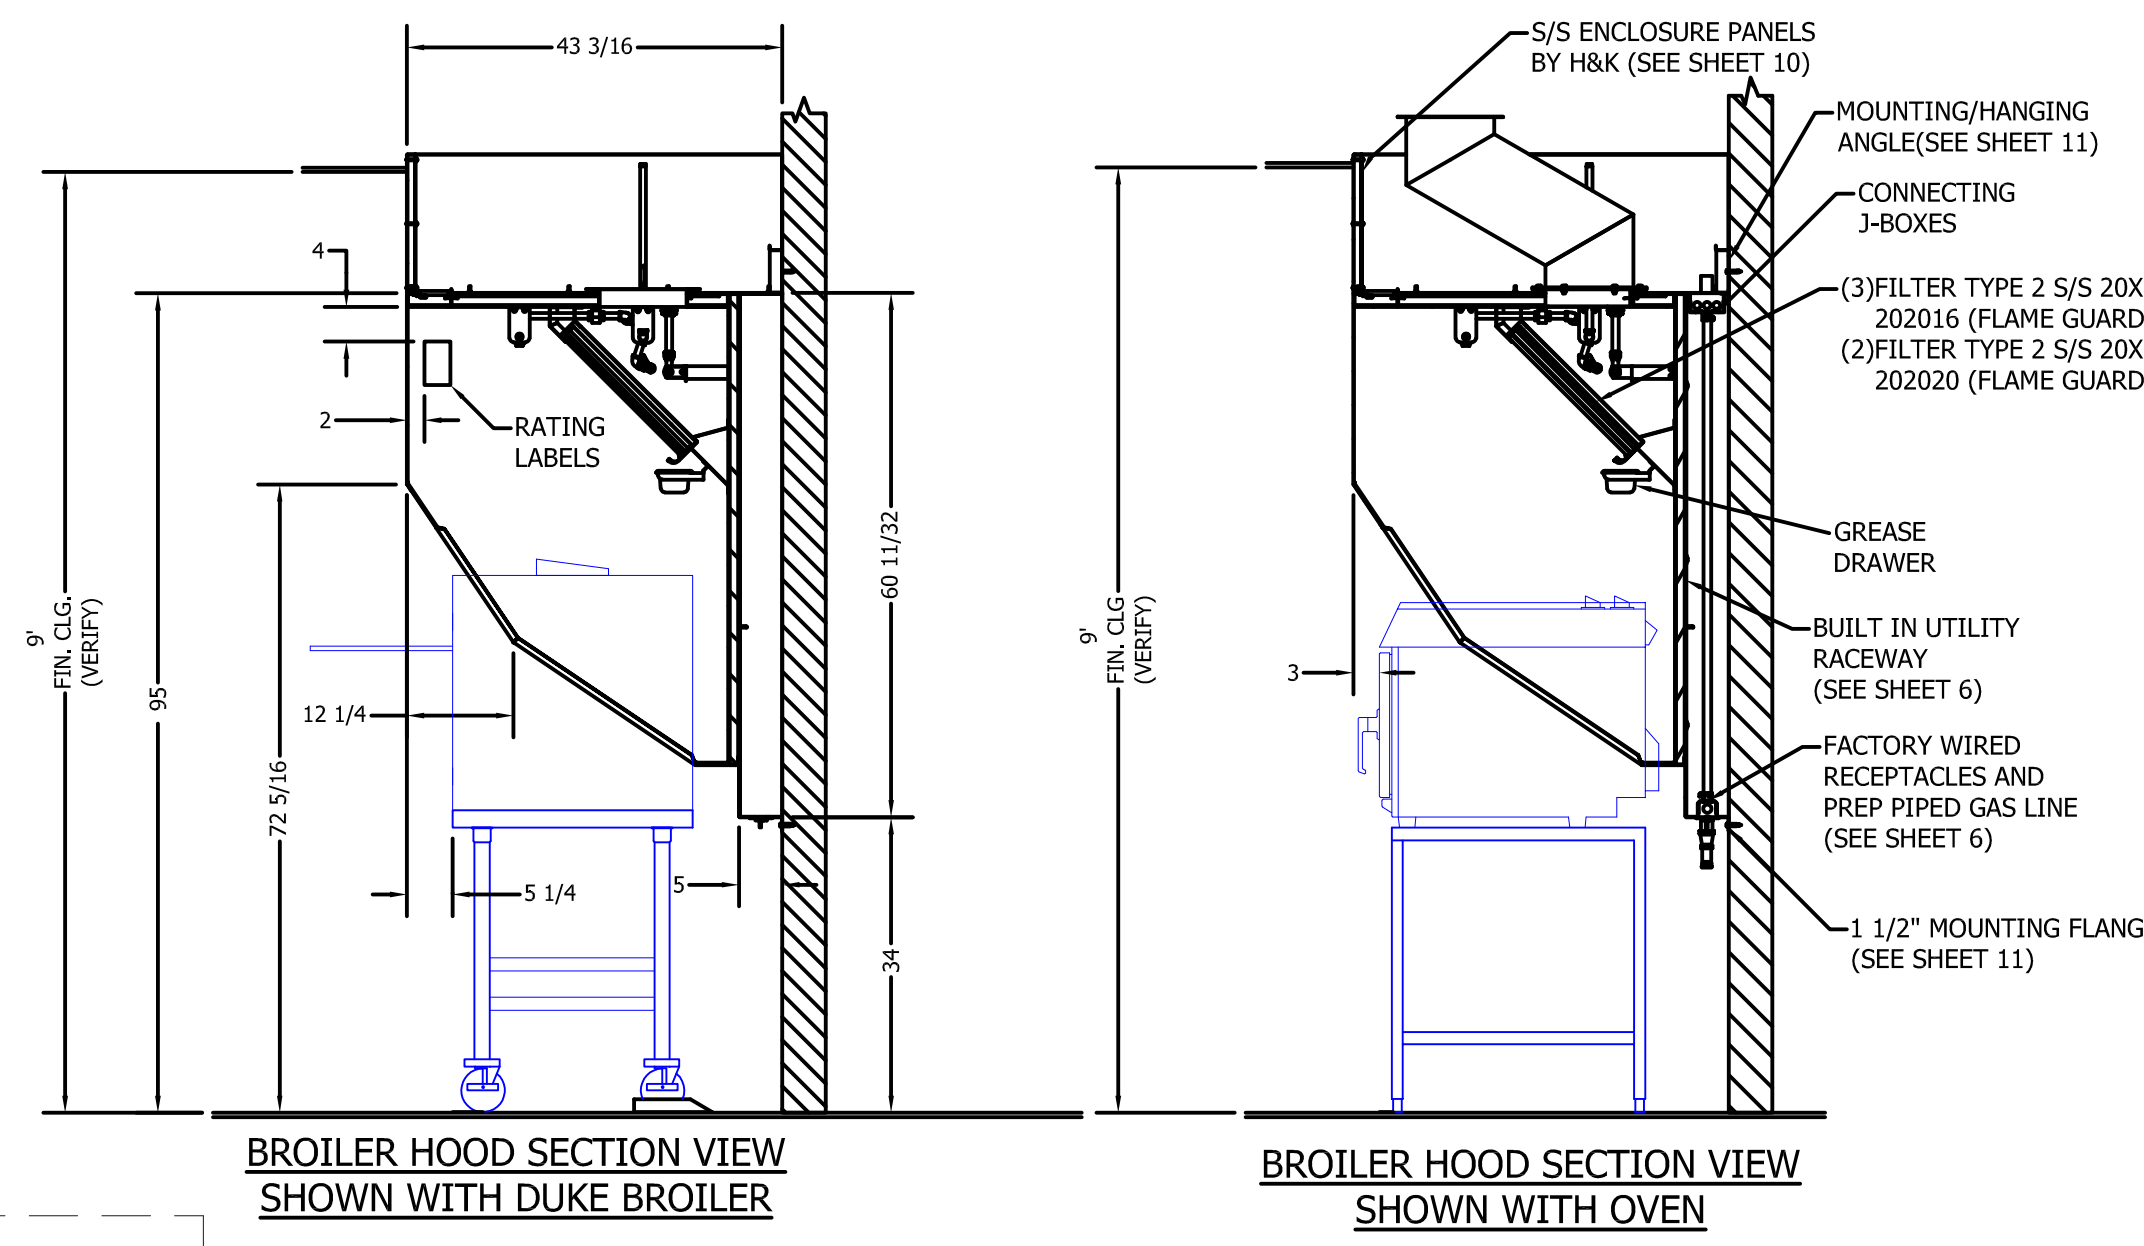 43 3/16
4
2
RATING
LABELS
9'
FIN. CLG.
(VERIFY)
95
72 5/16
12 1/4
60 11/32
5 1/4
5
34
BROILER HOOD SECTION VIEW
SHOWN WITH DUKE BROILER
S/S ENCLOSURE PANELS
BY H&K (SEE SHEET 10)
MOUNTING/HANGING
ANGLE(SEE SHEET 11)
CONNECTING
J-BOXES
(3)FILTER TYPE 2 S/S 20X
202016 (FLAME GUARD
(2)FILTER TYPE 2 S/S 20X
202020 (FLAME GUARD
GREASE
DRAWER
9'
FIN. CLG
(VERIFY)
3
BUILT IN UTILITY
RACEWAY
(SEE SHEET 6)
FACTORY WIRED
RECEPTACLES AND
PREP PIPED GAS LINE
(SEE SHEET 6)
1 1/2" MOUNTING FLANG
(SEE SHEET 11)
BROILER HOOD SECTION VIEW
SHOWN WITH OVEN